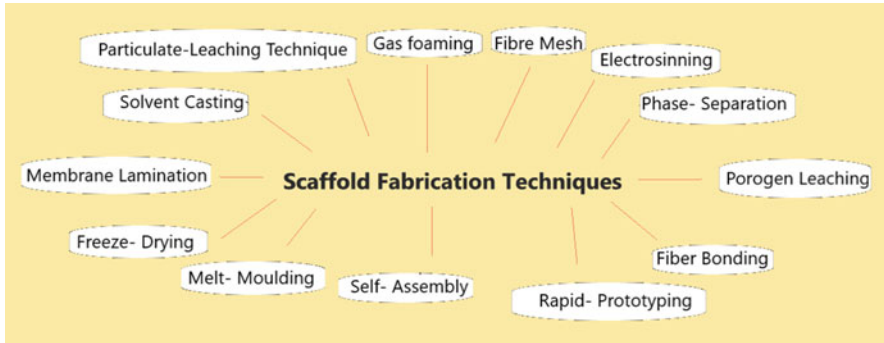 Particulate-Leaching Technique
Gas foaming
Fibre Mesh
Electrosinning
Solvent Casting-
Phase- Separation
Membrane Lamination
Scaffold Fabrication Techniques
Porogen Leaching
Freeze- Drying
Melt- Moulding
Self- Assembly
Rapid- Prototyping
Fiber Bonding